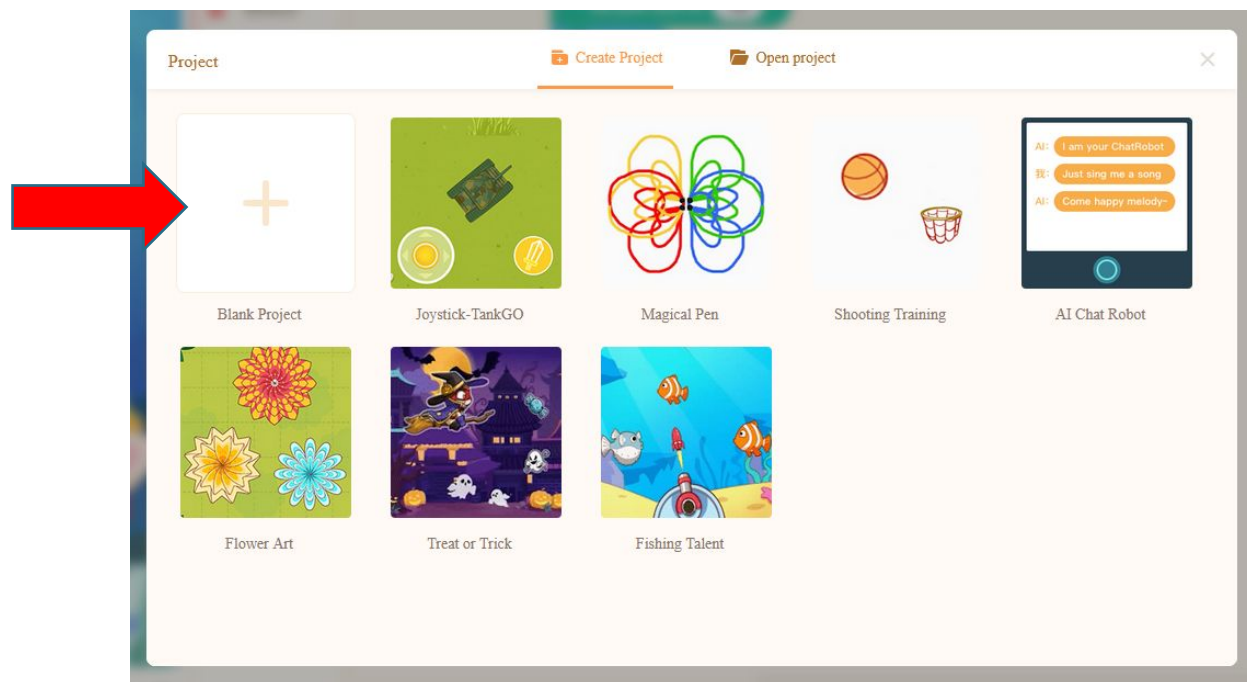 Project
Create Project
Open project
AI: I am your ChatRobot
我: Just sing me a song
AI: Come happy melody~
Blank Project
Joystick-TankGO
Magical Pen
Shooting Training
AI Chat Robot
Flower Art
Treat or Trick
Fishing Talent